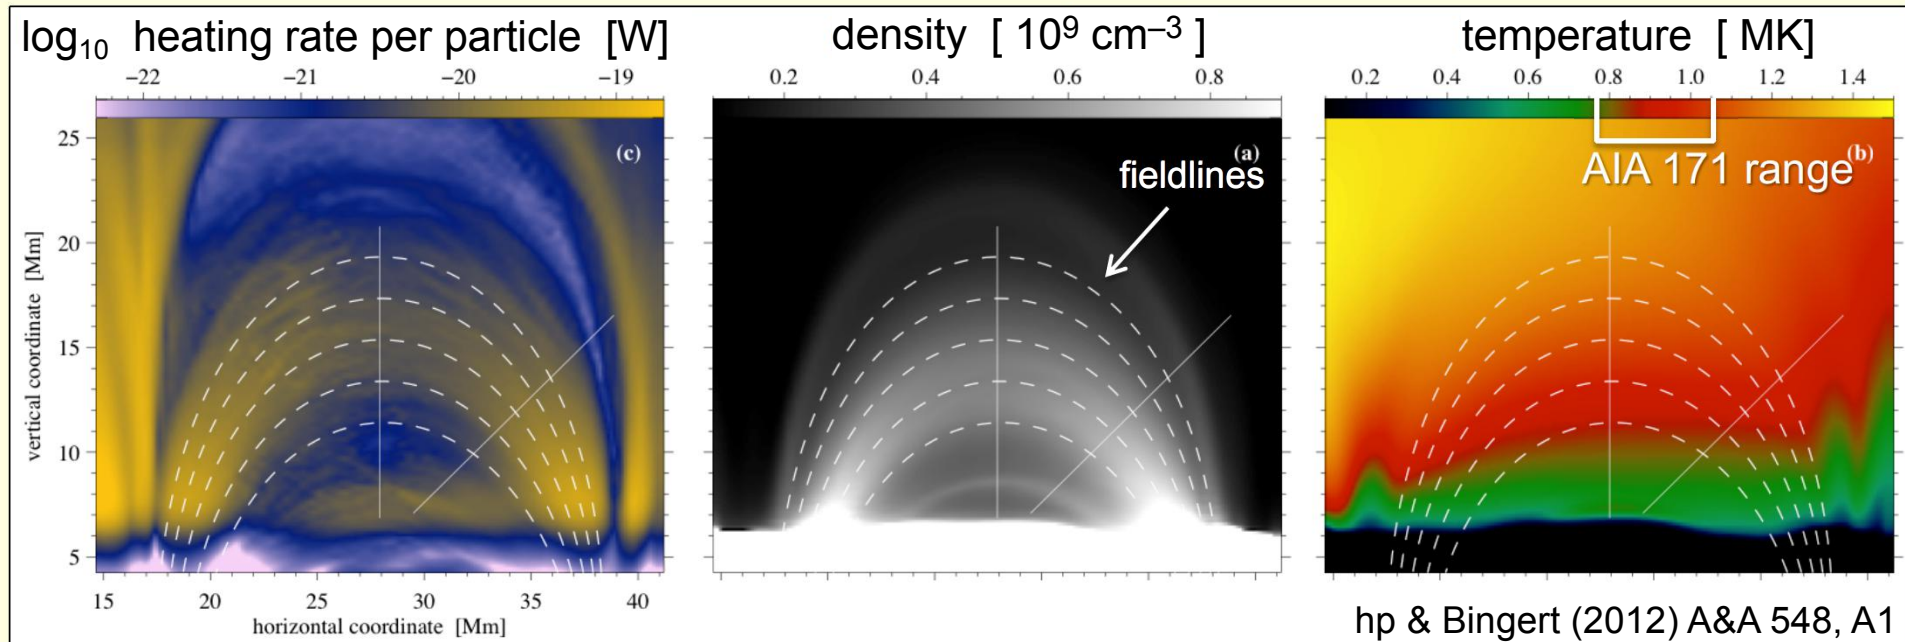 log₁₀ heating rate per particle [W]
−22 −21 −20 −19
(c)
25
20
15
10
5
vertical coordinate [Mm]
15 20 25 30 35 40
horizontal coordinate [Mm]
density [ 10⁹ cm⁻³ ]
0.2 0.4 0.6 0.8
(a)
fieldlines
temperature [ MK]
0.2 0.4 0.6 0.8 1.0 1.2 1.4
AIA 171 range
(b)
hp & Bingert (2012) A&A 548, A1